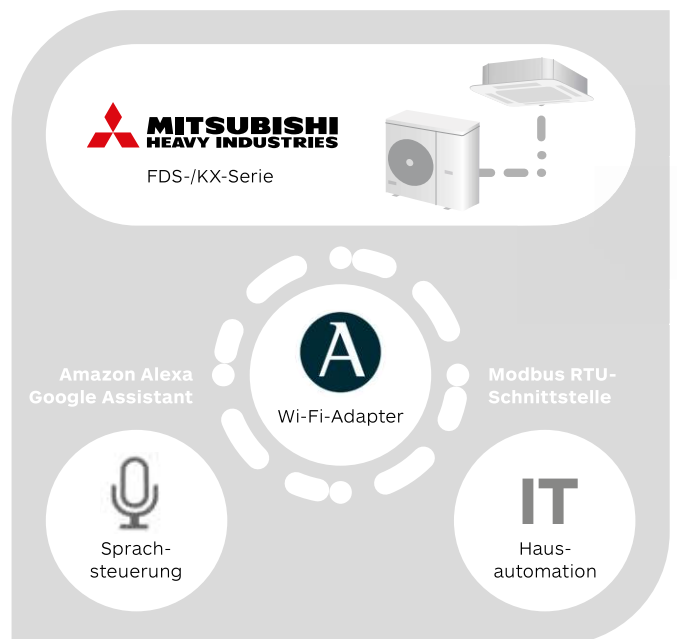 MITSUBISHI
HEAVY INDUSTRIES
FDS-/KX-Serie
A
Wi-Fi-Adapter
Amazon Alexa
Google Assistant
Modbus RTU-
Schnittstelle
Sprach-
steuerung
IT
Haus-
automation